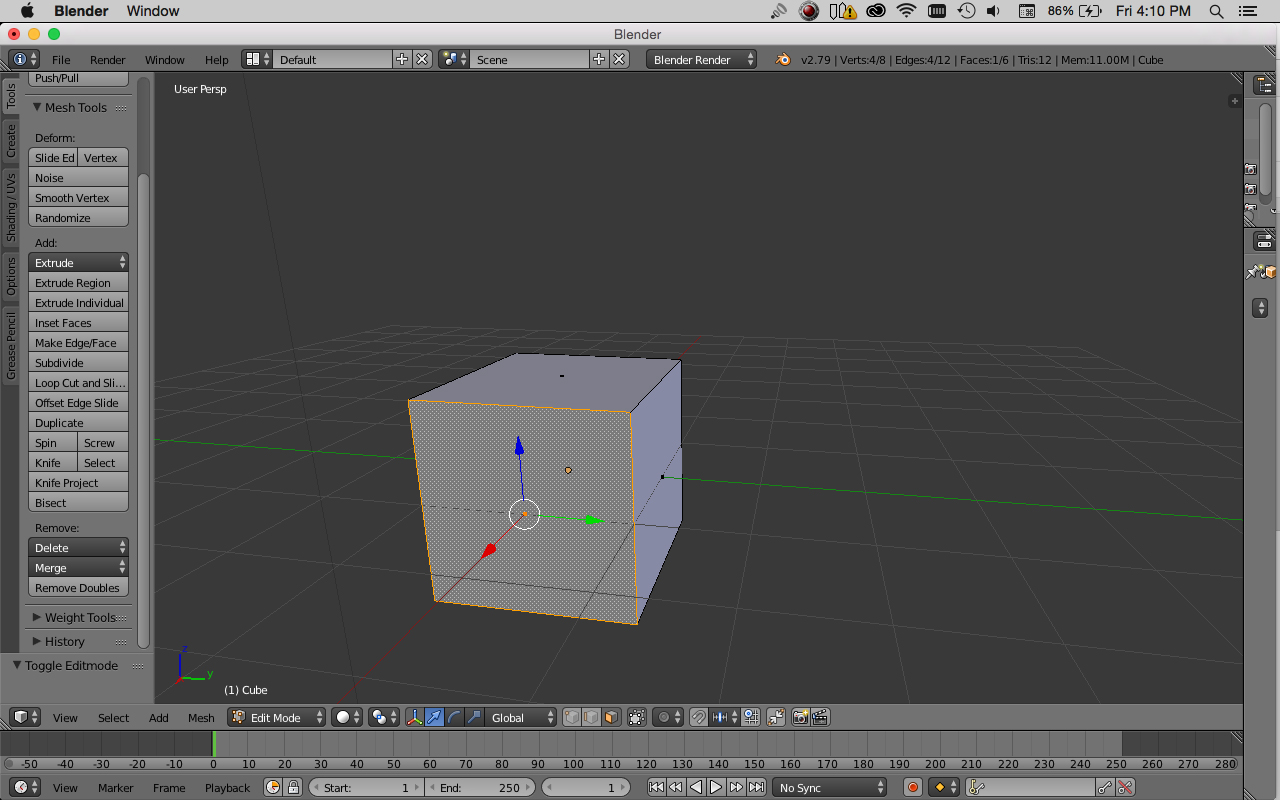 Blender Window 86% Fri 4:10 PM
Blender
File Render Window Help Default Scene Blender Render v2.79 | Verts:4/8 | Edges:4/12 | Faces:1/6 | Tris:12 | Mem:11.00M | Cube
Push/Pull
User Persp
Tools
Create
Shading / UVs
Options
Grease Pencil
Mesh Tools
Deform:
Slide Ed Vertex
Noise
Smooth Vertex
Randomize
Add:
Extrude
Extrude Region
Extrude Individual
Inset Faces
Make Edge/Face
Subdivide
Loop Cut and Sli...
Offset Edge Slide
Duplicate
Spin Screw
Knife Select
Knife Project
Bisect
Remove:
Delete
Merge
Remove Doubles
Weight Tools
History
Toggle Editmode
z
y
(1) Cube
View Select Add Mesh Edit Mode Global
-50 -40 -30 -20 -10 0 10 20 30 40 50 60 70 80 90 100 110 120 130 140 150 160 170 180 190 200 210 220 230 240 250 260 270 280
View Marker Frame Playback Start: 1 End: 250 1 No Sync